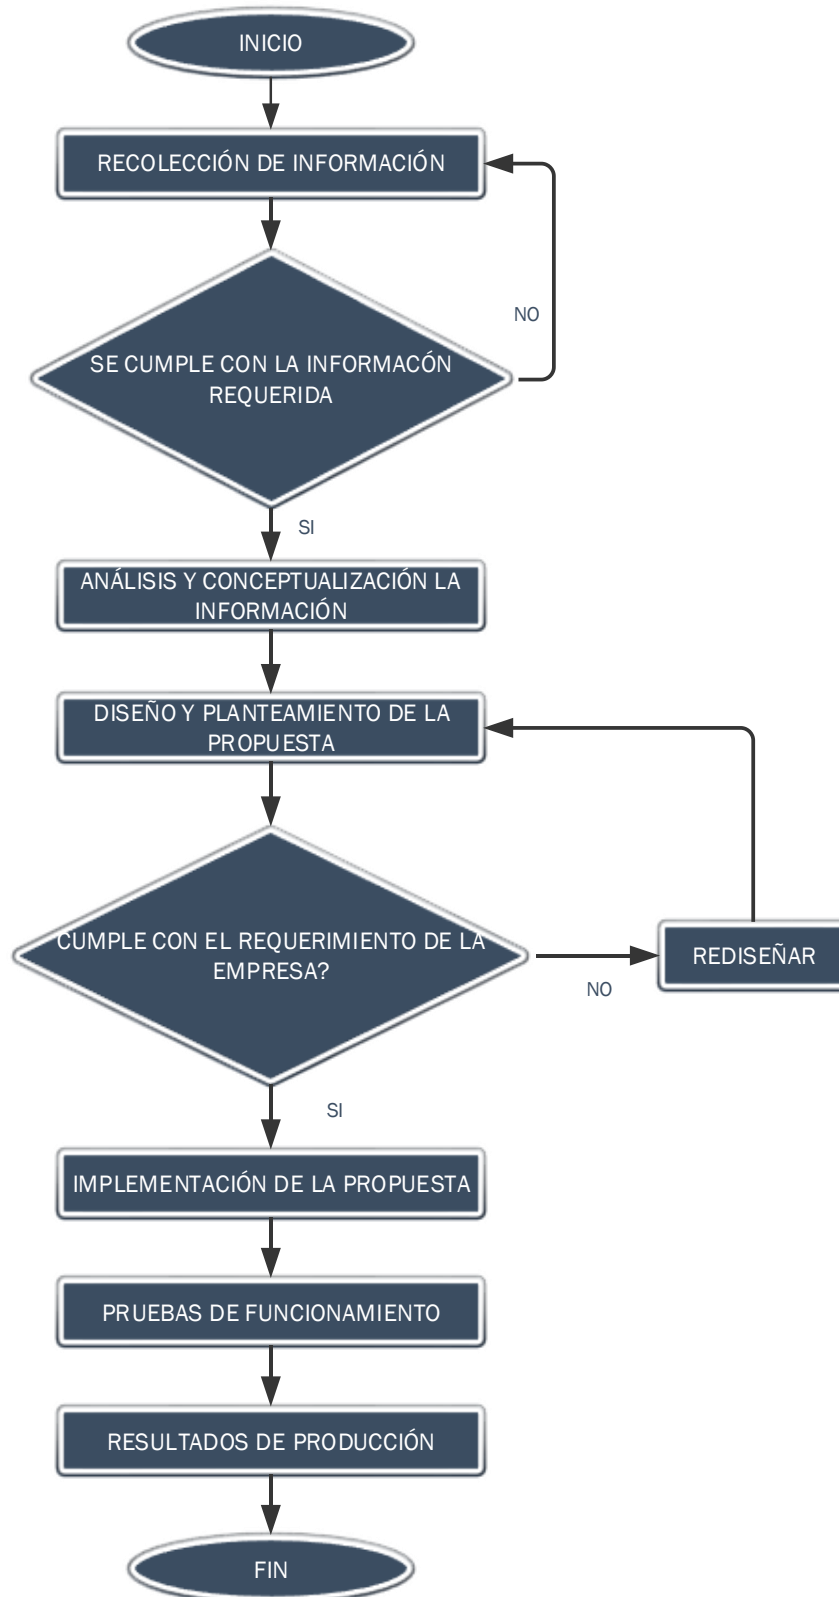 INICIO
RECOLECCIÓN DE INFORMACIÓN
NO
SE CUMPLE CON LA INFORMACÓN
REQUERIDA
SI
ANÁLISIS Y CONCEPTUALIZACIÓN LA
INFORMACIÓN
DISEÑO Y PLANTEAMIENTO DE LA
PROPUESTA
CUMPLE CON EL REQUERIMIENTO DE LA
EMPRESA?
REDISEÑAR
NO
SI
IMPLEMENTACIÓN DE LA PROPUESTA
PRUEBAS DE FUNCIONAMIENTO
RESULTADOS DE PRODUCCIÓN
FIN